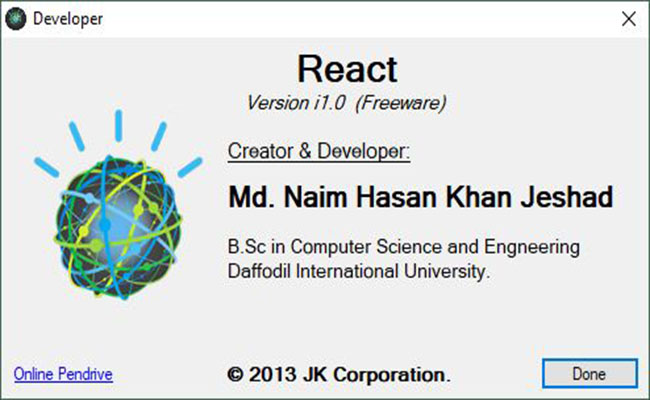 Developer
React
Version i1.0 (Freeware)
Creator & Developer:
Md. Naim Hasan Khan Jeshad
B.Sc in Computer Science and Engneering
Daffodil International University.
Online Pendrive
© 2013 JK Corporation.
Done